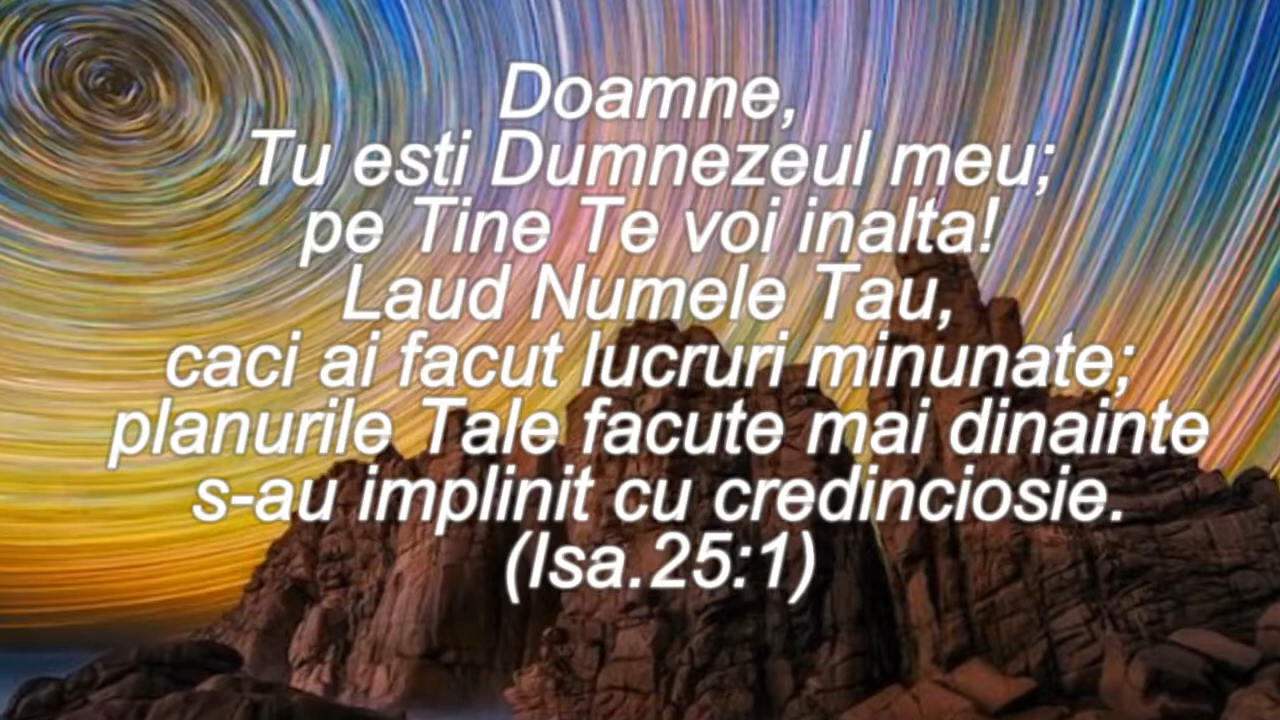 Doamne,
Tu esti Dumnezeul meu;
pe Tine Te voi inalta!
Laud Numele Tau,
caci ai facut lucruri minunate;
planurile Tale facute mai dinainte
s-au implinit cu credinciosie.
(Isa.25:1)